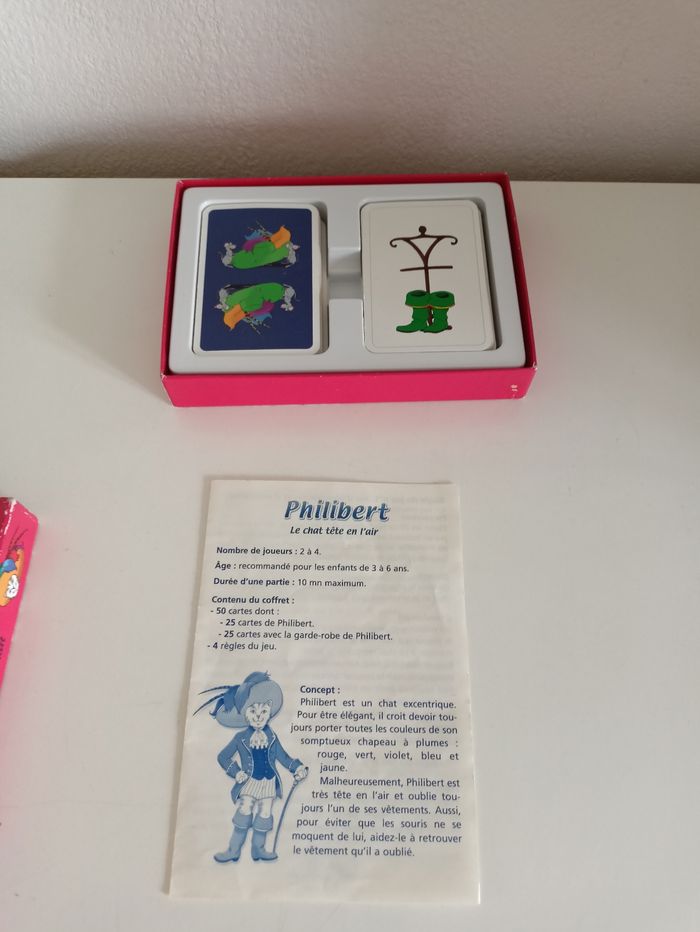 Philibert
Le chat tête en l'air
Nombre de joueurs : 2 à 4.
Âge : recommandé pour les enfants de 3 à 6 ans.
Durée d'une partie : 10 mn maximum.
Contenu du coffret :
- 50 cartes dont :
- 25 cartes de Philibert.
- 25 cartes avec la garde-robe de Philibert.
- 4 règles du jeu.
Concept :
Philibert est un chat excentrique.
Pour être élégant, il croit devoir tou-
jours porter toutes les couleurs de son
somptueux chapeau à plumes :
rouge, vert, violet, bleu et
jaune.
Malheureusement, Philibert est
très tête en l'air et oublie tou-
jours l'un de ses vêtements. Aussi,
pour éviter que les souris ne se
moquent de lui, aidez-le à retrouver
le vêtement qu'il a oublié.